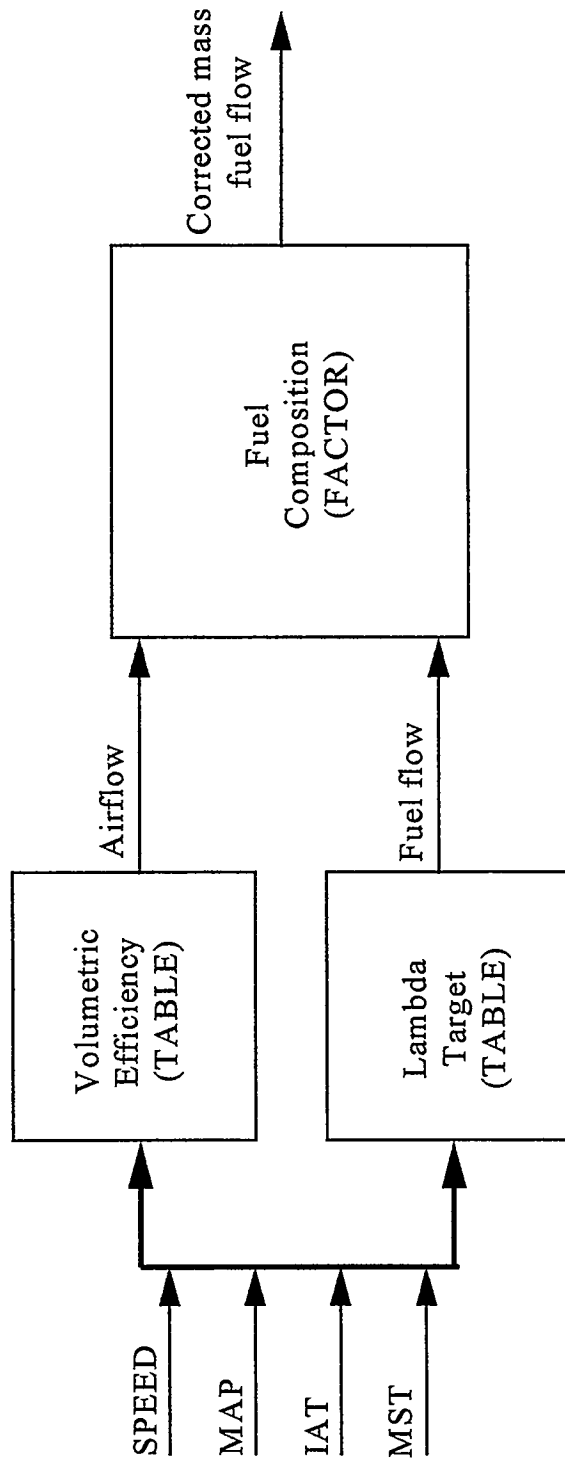 SPEED
MAP
IAT
MST
Volumetric
Efficiency
(TABLE)
Lambda
Target
(TABLE)
Airflow
Fuel flow
Fuel
Composition
(FACTOR)
Corrected mass
fuel flow